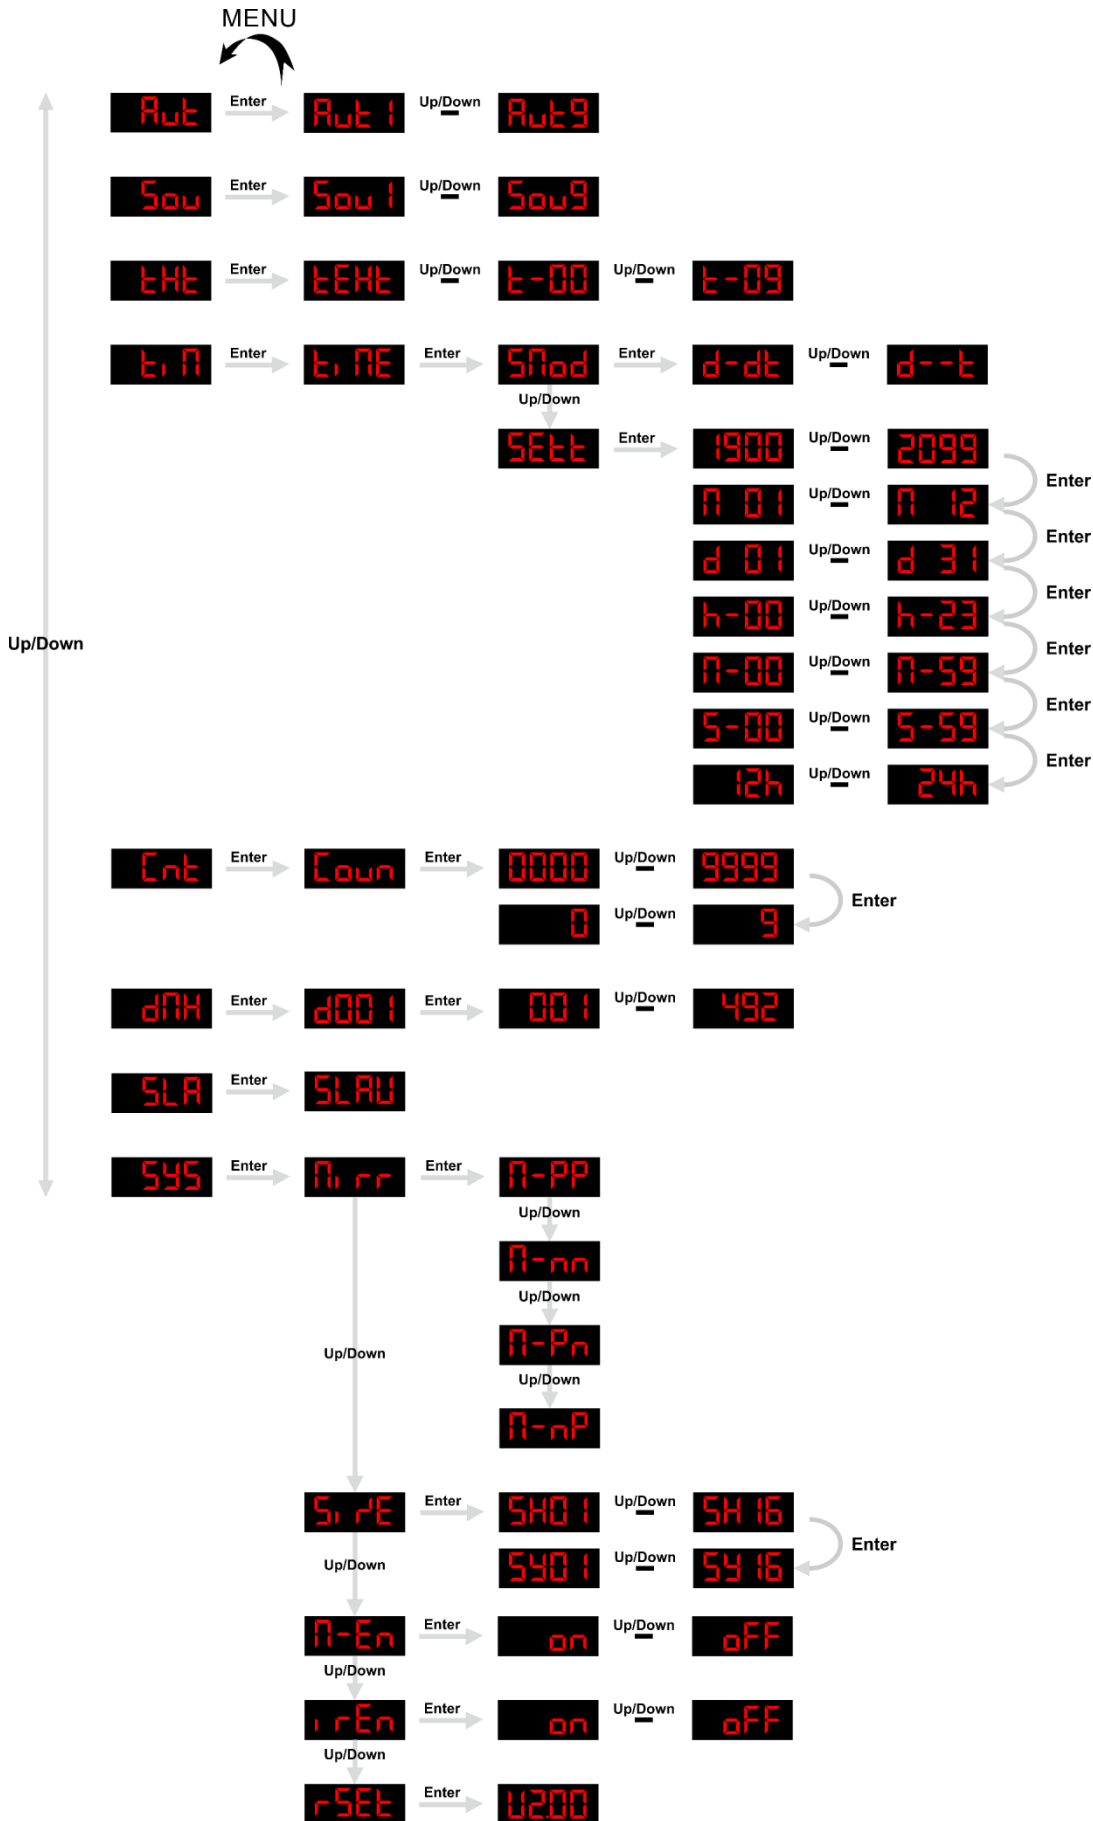 MENU
Aut Enter Aut1 Up/Down Aut9
Sou Enter Sou1 Up/Down Sou9
tHt Enter tEHt Up/Down t-00 Up/Down t-09
tiM Enter tiME Enter SMod Enter d-dt Up/Down d--t
Up/Down
SEtt Enter 1900 Up/Down 2099
Enter
M 01 Up/Down M 12
Enter
d 01 Up/Down d 31
Enter
h-00 Up/Down h-23
Up/Down
Enter
M-00 Up/Down M-59
Enter
S-00 Up/Down S-59
Enter
12h Up/Down 24h
Cnt Enter Coun Enter 0000 Up/Down 9999
Enter
0 Up/Down 9
dMH Enter d001 Enter 001 Up/Down 492
SLA Enter SLAU
SYS Enter Mirr Enter M-PP
Up/Down
M-nn
Up/Down
Up/Down
M-Pn
Up/Down
M-nP
SirE Enter SH01 Up/Down SH16
Enter
Up/Down
SY01 Up/Down SY16
M-En Enter on Up/Down oFF
Up/Down
irEn Enter on Up/Down oFF
Up/Down
rSEt Enter U2.00